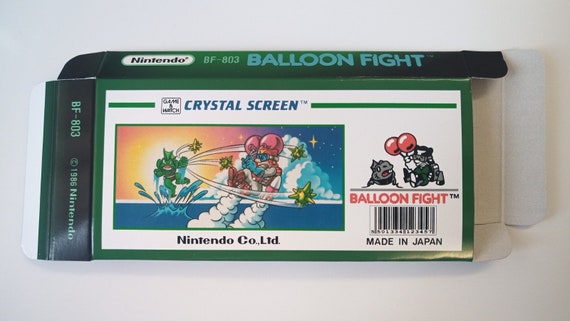 Nintendo® BF-803 BALLOON FIGHT™
BF-803
© 1986 Nintendo
GAME & WATCH CRYSTAL SCREEN™
Nintendo Co.,Ltd.
BALLOON FIGHT™
5013345123457
MADE IN JAPAN